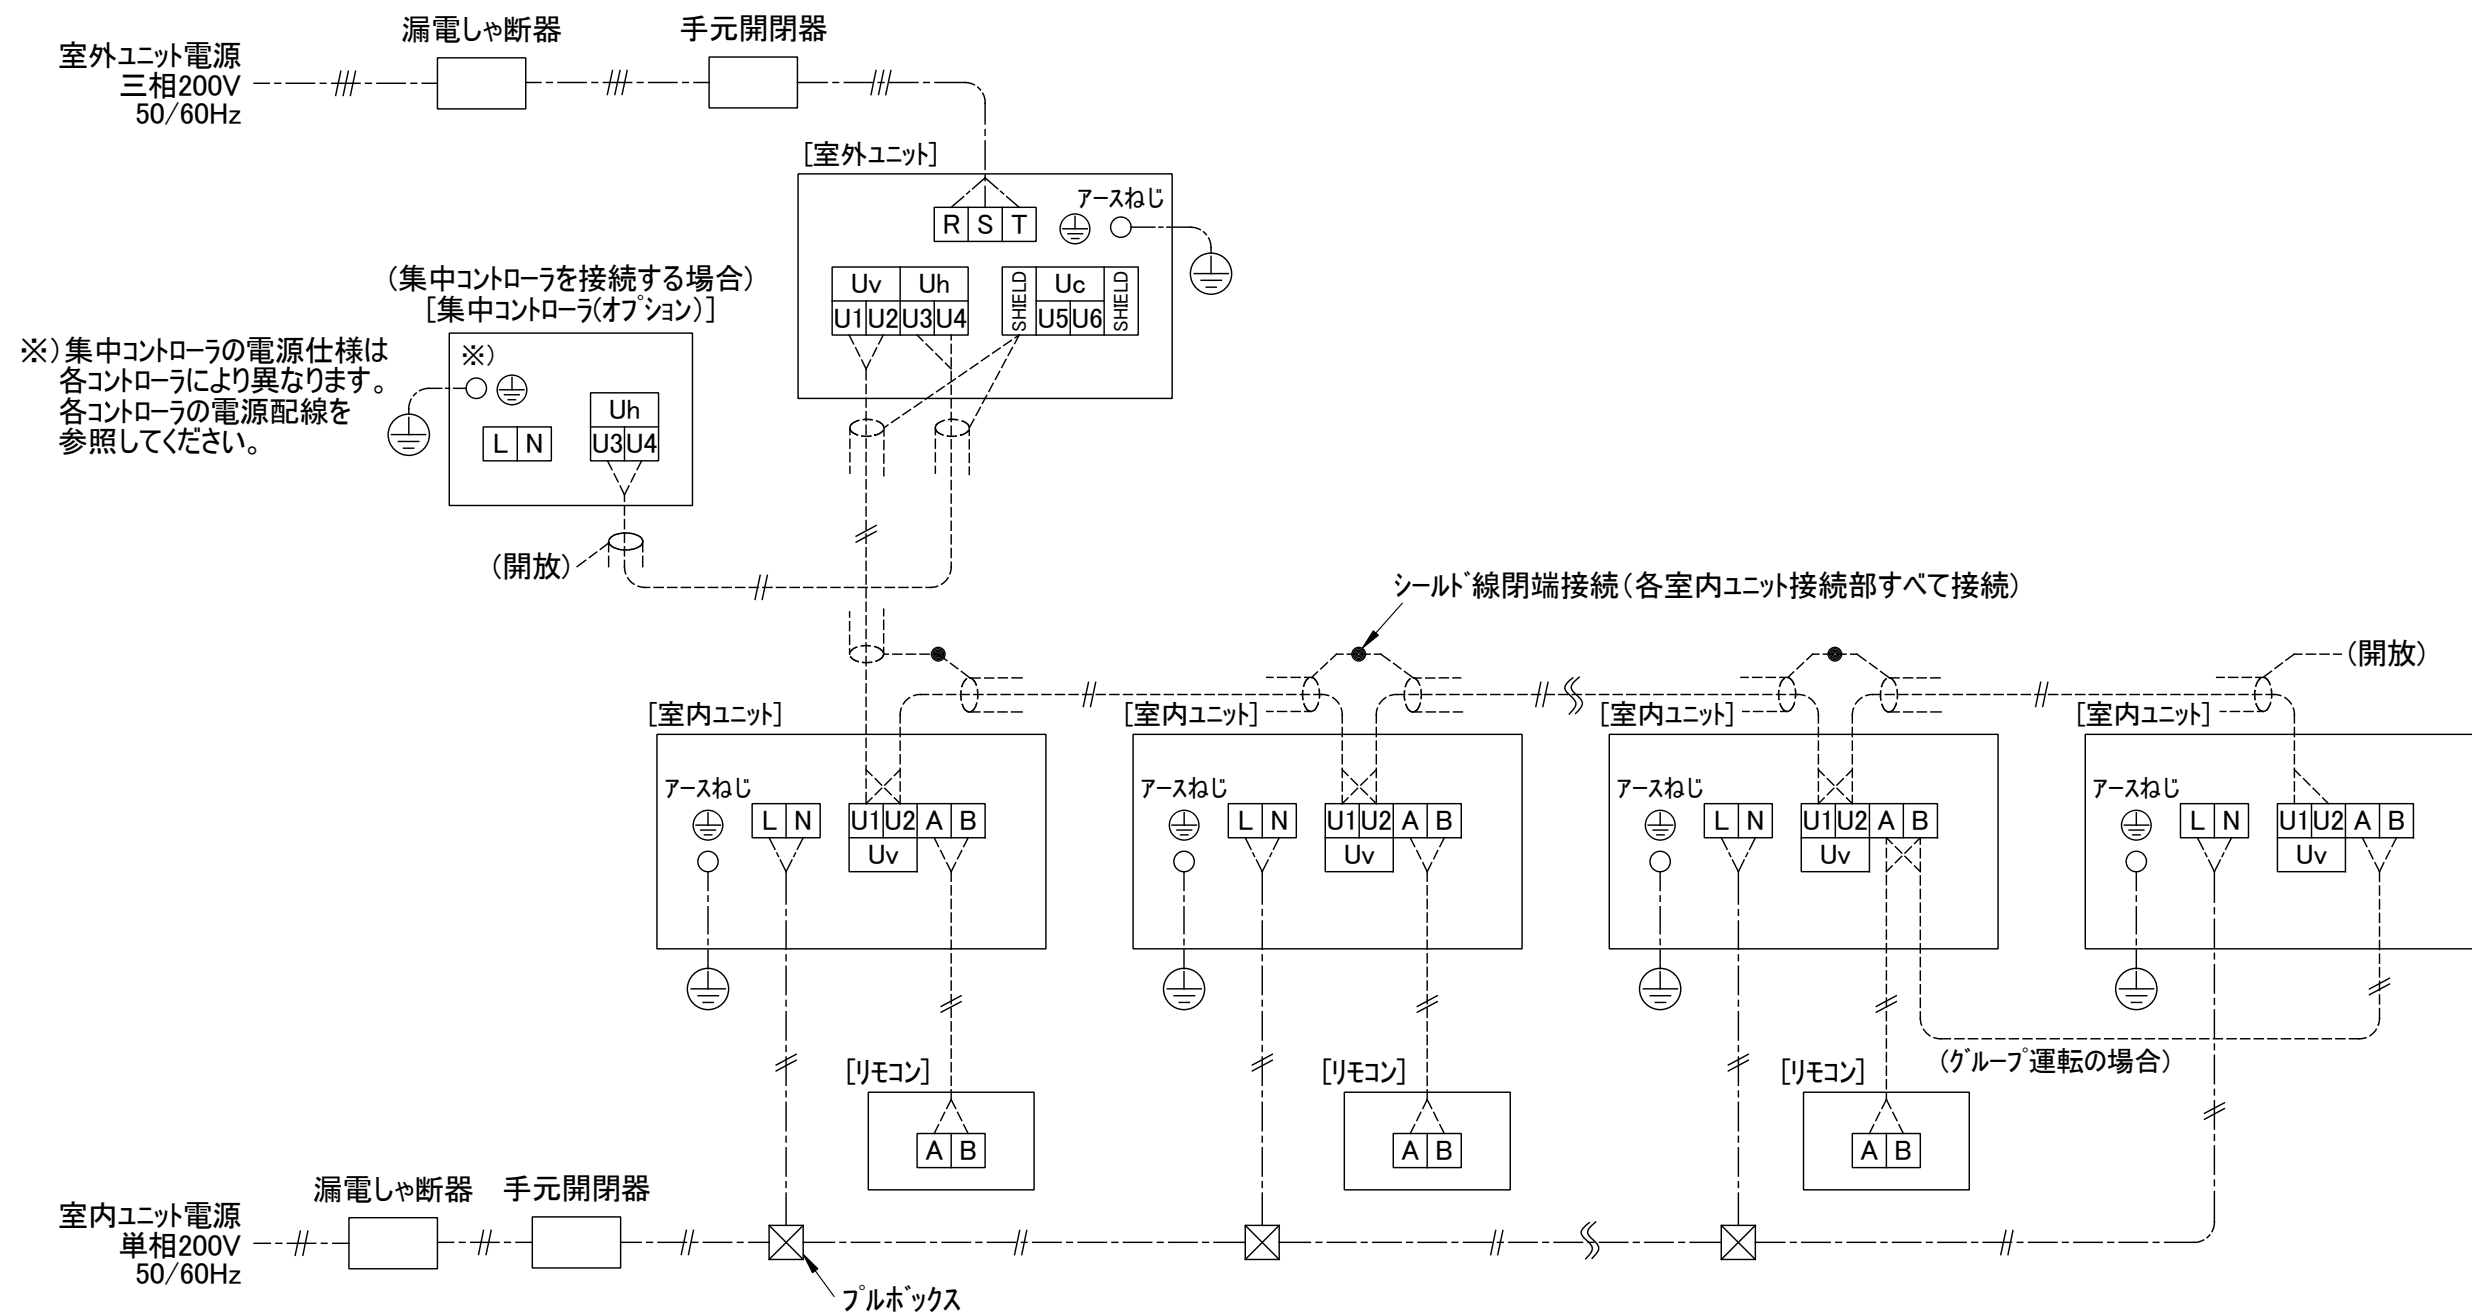 漏電しゃ断器
手元開閉器
室外ユニット電源
三相200V
50/60Hz
[室外ユニット]
アースねじ
R S T
(集中コントローラを接続する場合)
[集中コントローラ(オプション)]
Uv Uh
SHIELD Uc SHIELD
U1 U2 U3 U4
U5 U6
※)集中コントローラの電源仕様は
各コントローラにより異なります。
各コントローラの電源配線を
参照してください。
※)
Uh
L N
U3 U4
(開放)
シールド線閉端接続(各室内ユニット接続部すべて接続)
(開放)
[室内ユニット]
[室内ユニット]
[室内ユニット]
[室内ユニット]
アースねじ
L N
U1 U2 A B
Uv
アースねじ
L N
U1 U2 A B
Uv
アースねじ
L N
U1 U2 A B
Uv
アースねじ
L N
U1 U2 A B
Uv
(グループ運転の場合)
[リモコン]
A B
[リモコン]
A B
[リモコン]
A B
漏電しゃ断器
手元開閉器
室内ユニット電源
単相200V
50/60Hz
プルボックス